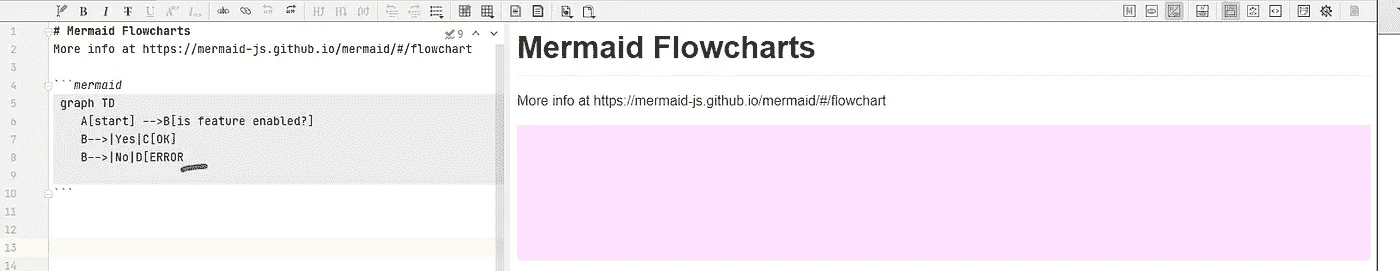 B I T U
9
1 # Mermaid Flowcharts
2 More info at https://mermaid-js.github.io/mermaid/#/flowchart
3
4 ```mermaid
5 graph TD
6 A[start] -->B[is feature enabled?]
7 B-->|Yes|C[OK]
8 B-->|No|D[ERROR
9
10 ```
11
12
13
14
Mermaid Flowcharts
More info at https://mermaid-js.github.io/mermaid/#/flowchart